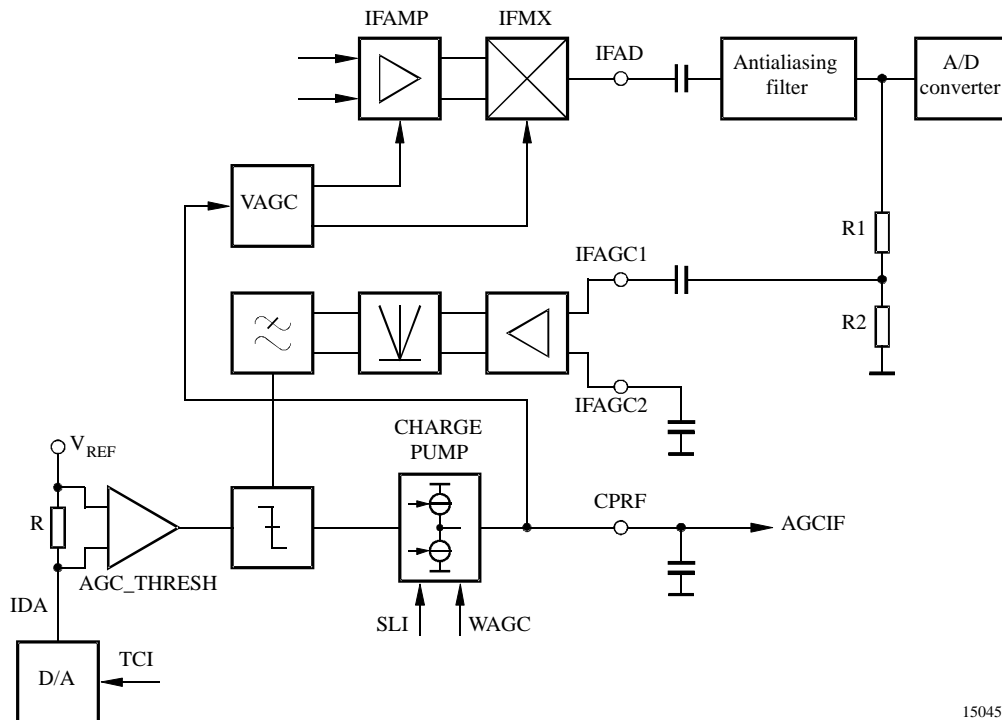 IFAMP
IFMX
IFAD
Antialiasing
filter
A/D
converter
VAGC
R1
IFAGC1
R2
IFAGC2
CHARGE
PUMP
VREF
R
CPRF
AGCIF
AGC_THRESH
IDA
SLI
WAGC
D/A
TCI
15045